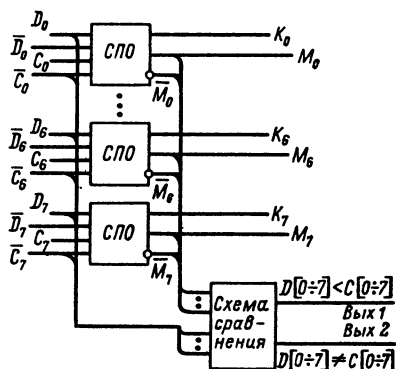 D₀
D̅₀
C₀
C̅₀
СПО
K₀
M₀
M̅₀
D₆
D̅₆
C₆
C̅₆
СПО
K₆
M₆
M̅₆
D₇
D̅₇
C₇
C̅₇
СПО
K₇
M₇
M̅₇
Схема
срав-
нения
D[0÷7]<C[0÷7]
Вых 1
Вых 2
D[0÷7]≠C[0÷7]